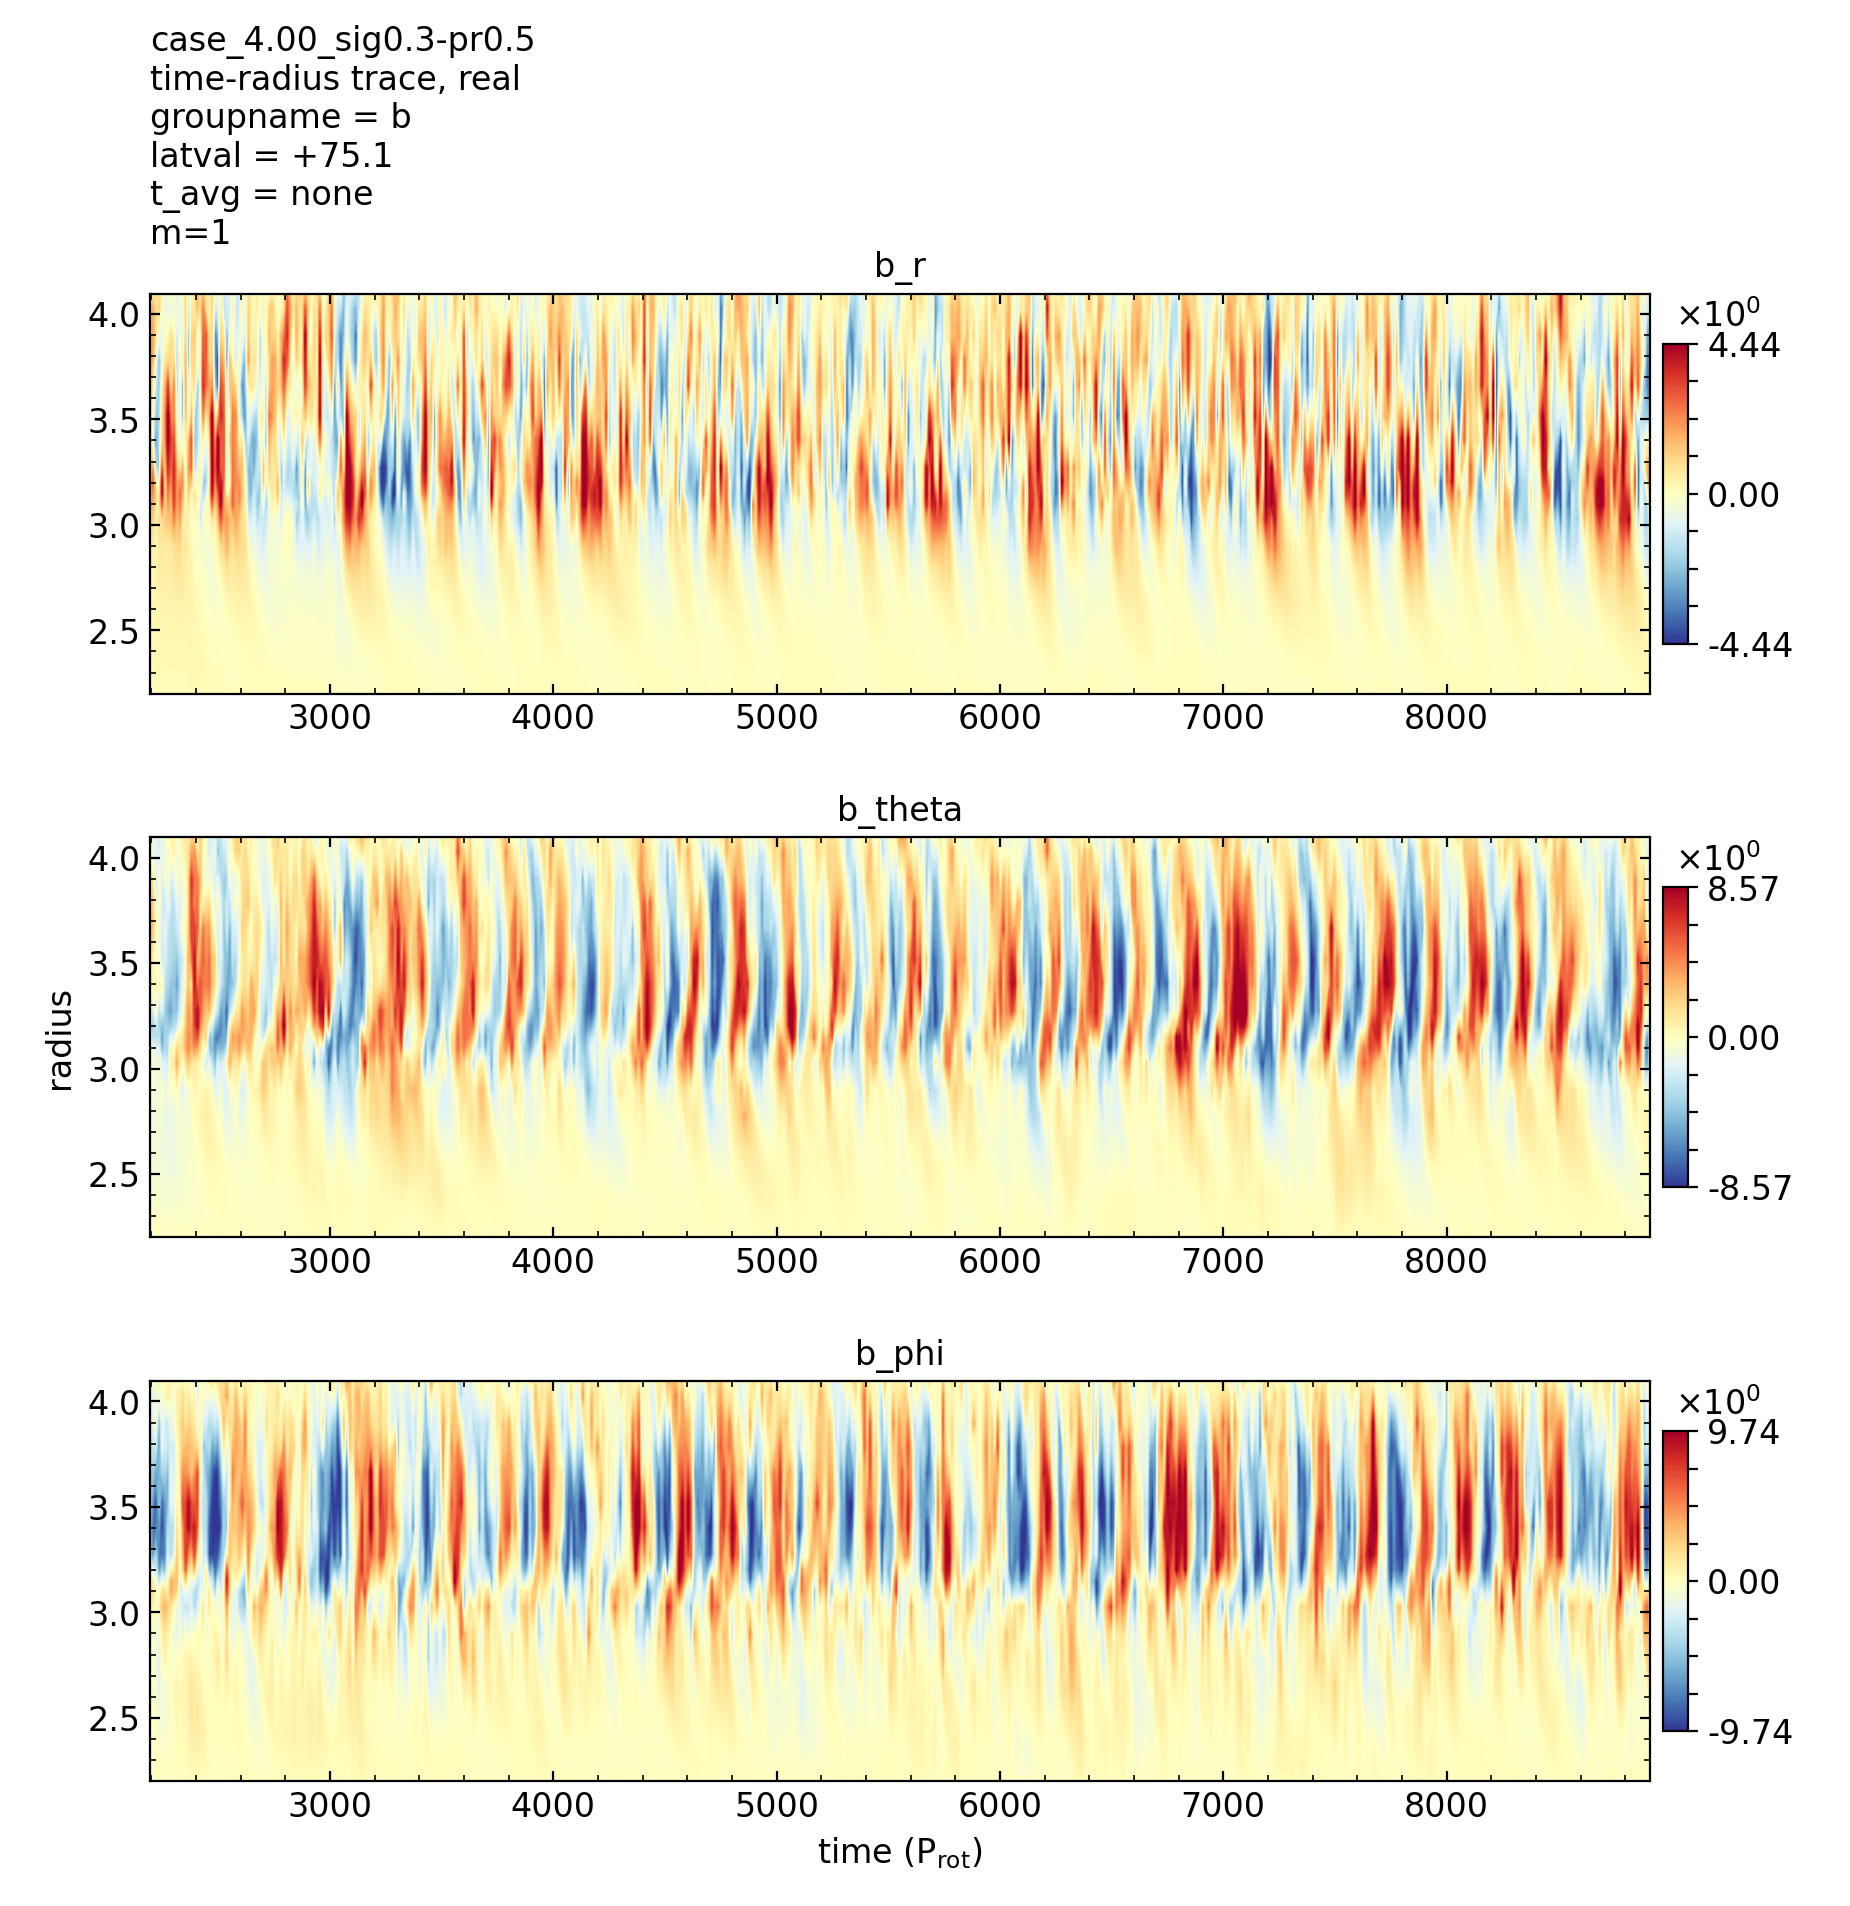 case_4.00_sig0.3-pr0.5
time-radius trace, real
groupname = b
latval = +75.1
t_avg = none
m=1
b_r
×10⁰
4.44
0.00
-4.44
4.0
3.5
3.0
2.5
3000 4000 5000 6000 7000 8000
b_theta
×10⁰
8.57
0.00
-8.57
radius
4.0
3.5
3.0
2.5
3000 4000 5000 6000 7000 8000
b_phi
×10⁰
9.74
0.00
-9.74
4.0
3.5
3.0
2.5
3000 4000 5000 6000 7000 8000
time (P_rot)